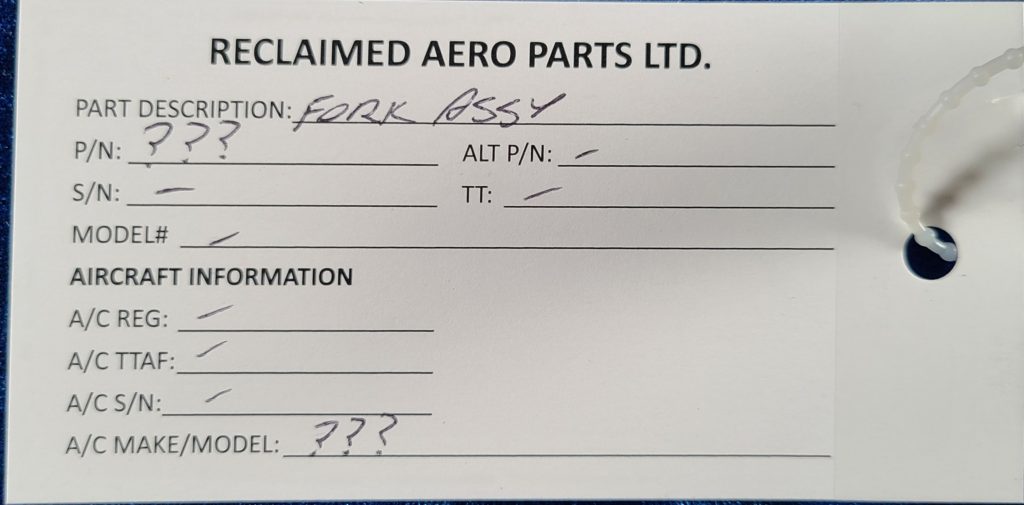 RECLAIMED AERO PARTS LTD.
PART DESCRIPTION: FORK ASSY
P/N: ??? ALT P/N: -
S/N: - TT: -
MODEL# -
AIRCRAFT INFORMATION
A/C REG: -
A/C TTAF: -
A/C S/N: -
A/C MAKE/MODEL: ???